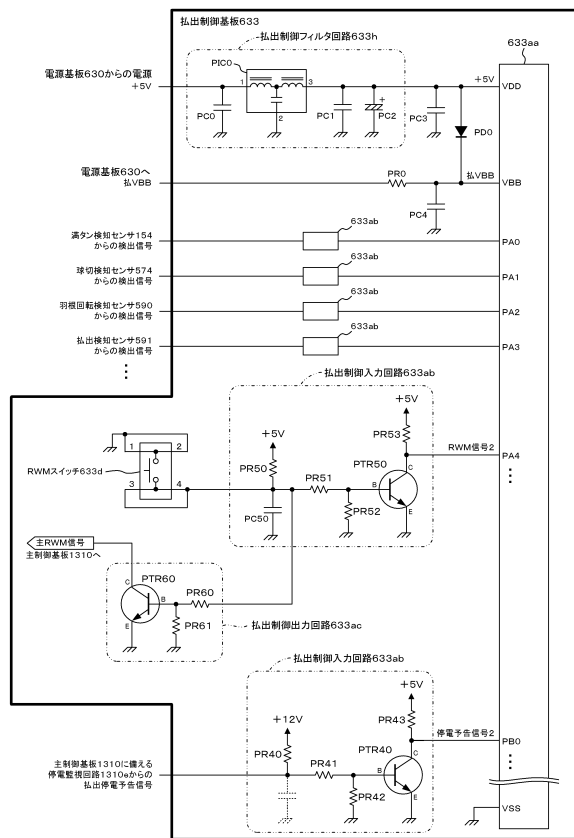 払出制御基板633
払出制御フィルタ回路633h
633aa
PIC0
電源基板630からの電源
+5V
1
3
2
+5V
VDD
PC0
PC1
+
PC2
PC3
PD0
電源基板630へ
払VBB
PR0
払VBB
VBB
PC4
満タン検知センサ154
からの検出信号
633ab
PA0
球切検知センサ574
からの検出信号
633ab
PA1
羽根回転検知センサ590
からの検出信号
633ab
PA2
払出検知センサ591
からの検出信号
633ab
PA3
払出制御入力回路633ab
+5V
PR53
RWM信号2
PA4
1
2
RWMスイッチ633d
3
4
+5V
PR50
PR51
PTR50
C
B
E
PR52
PC50
主RWM信号
主制御基板1310へ
C
PTR60
B
E
PR60
PR61
払出制御出力回路633ac
払出制御入力回路633ab
+5V
PR43
停電予告信号2
PB0
+12V
PR40
PR41
PTR40
C
B
E
PR42
主制御基板1310に備える
停電監視回路1310eからの
払出停電予告信号
VSS